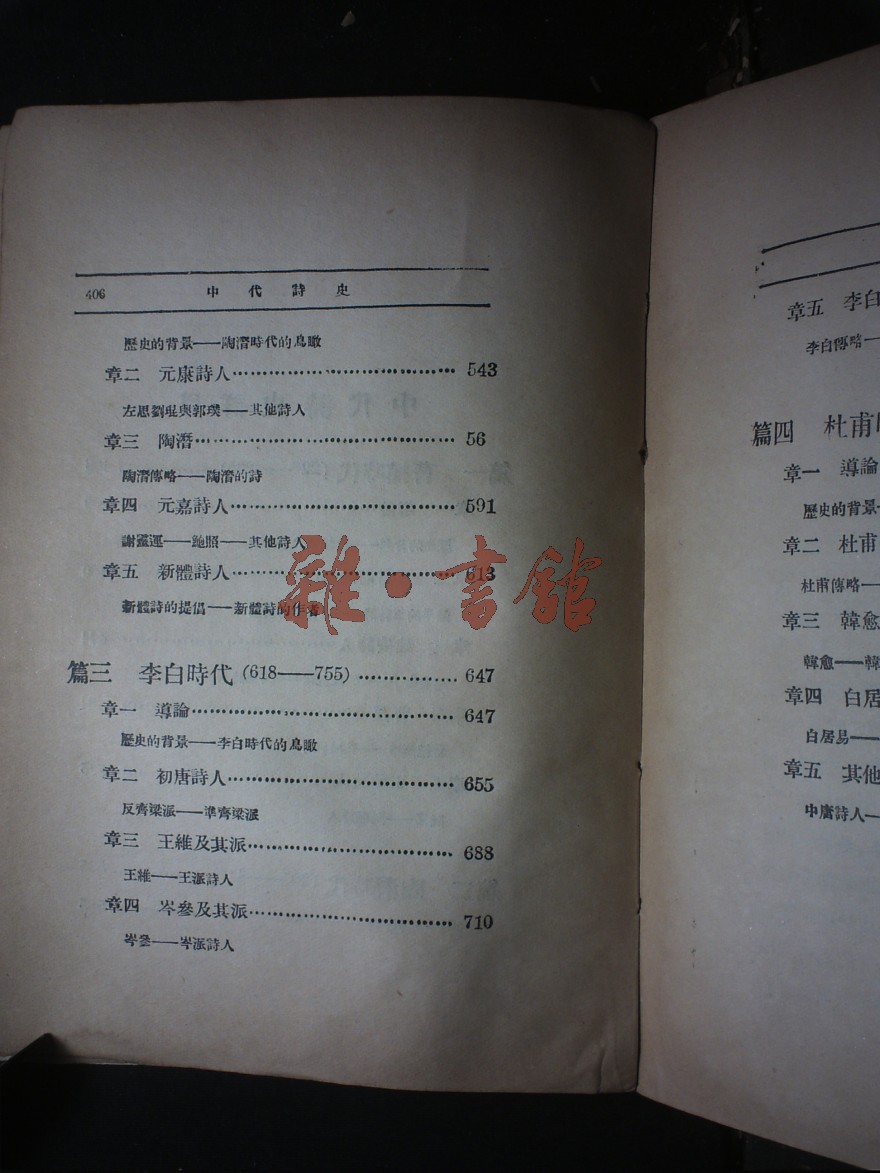 406 中代詩史
歷史的背景——陶潛時代的鳥瞰
章二 元康詩人……………………………… 543
左思劉琨與郭璞——其他詩人
章三 陶潛……………………………… 56
陶潛傳略——陶潛的詩
章四 元嘉詩人……………………………… 591
謝靈運——鮑照——其他詩人
章五 新體詩人……………………………… 613
新體詩的提倡——新體詩的作者
篇三 李白時代(618——755)…………… 647
章一 導論……………………………… 647
歷史的背景——李白時代的鳥瞰
章二 初唐詩人……………………………… 655
反齊梁派——準齊梁派
章三 王維及其派……………………………… 688
王維——王派詩人
章四 岑參及其派……………………………… 710
岑參——岑派詩人
雜·書館
章五 李白
李白傳略—
篇四 杜甫
章一 導論
歷史的背景—
章二 杜甫
杜甫傳略—
章三 韓愈
韓愈——韓
章四 白居
白居易—
章五 其他
中唐詩人—